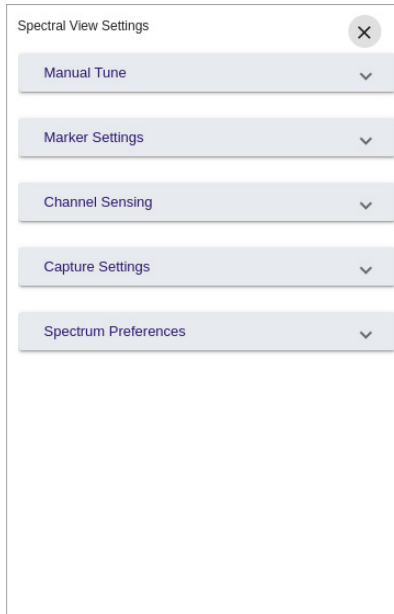 Spectral View Settings
Manual Tune
Marker Settings
Channel Sensing
Capture Settings
Spectrum Preferences